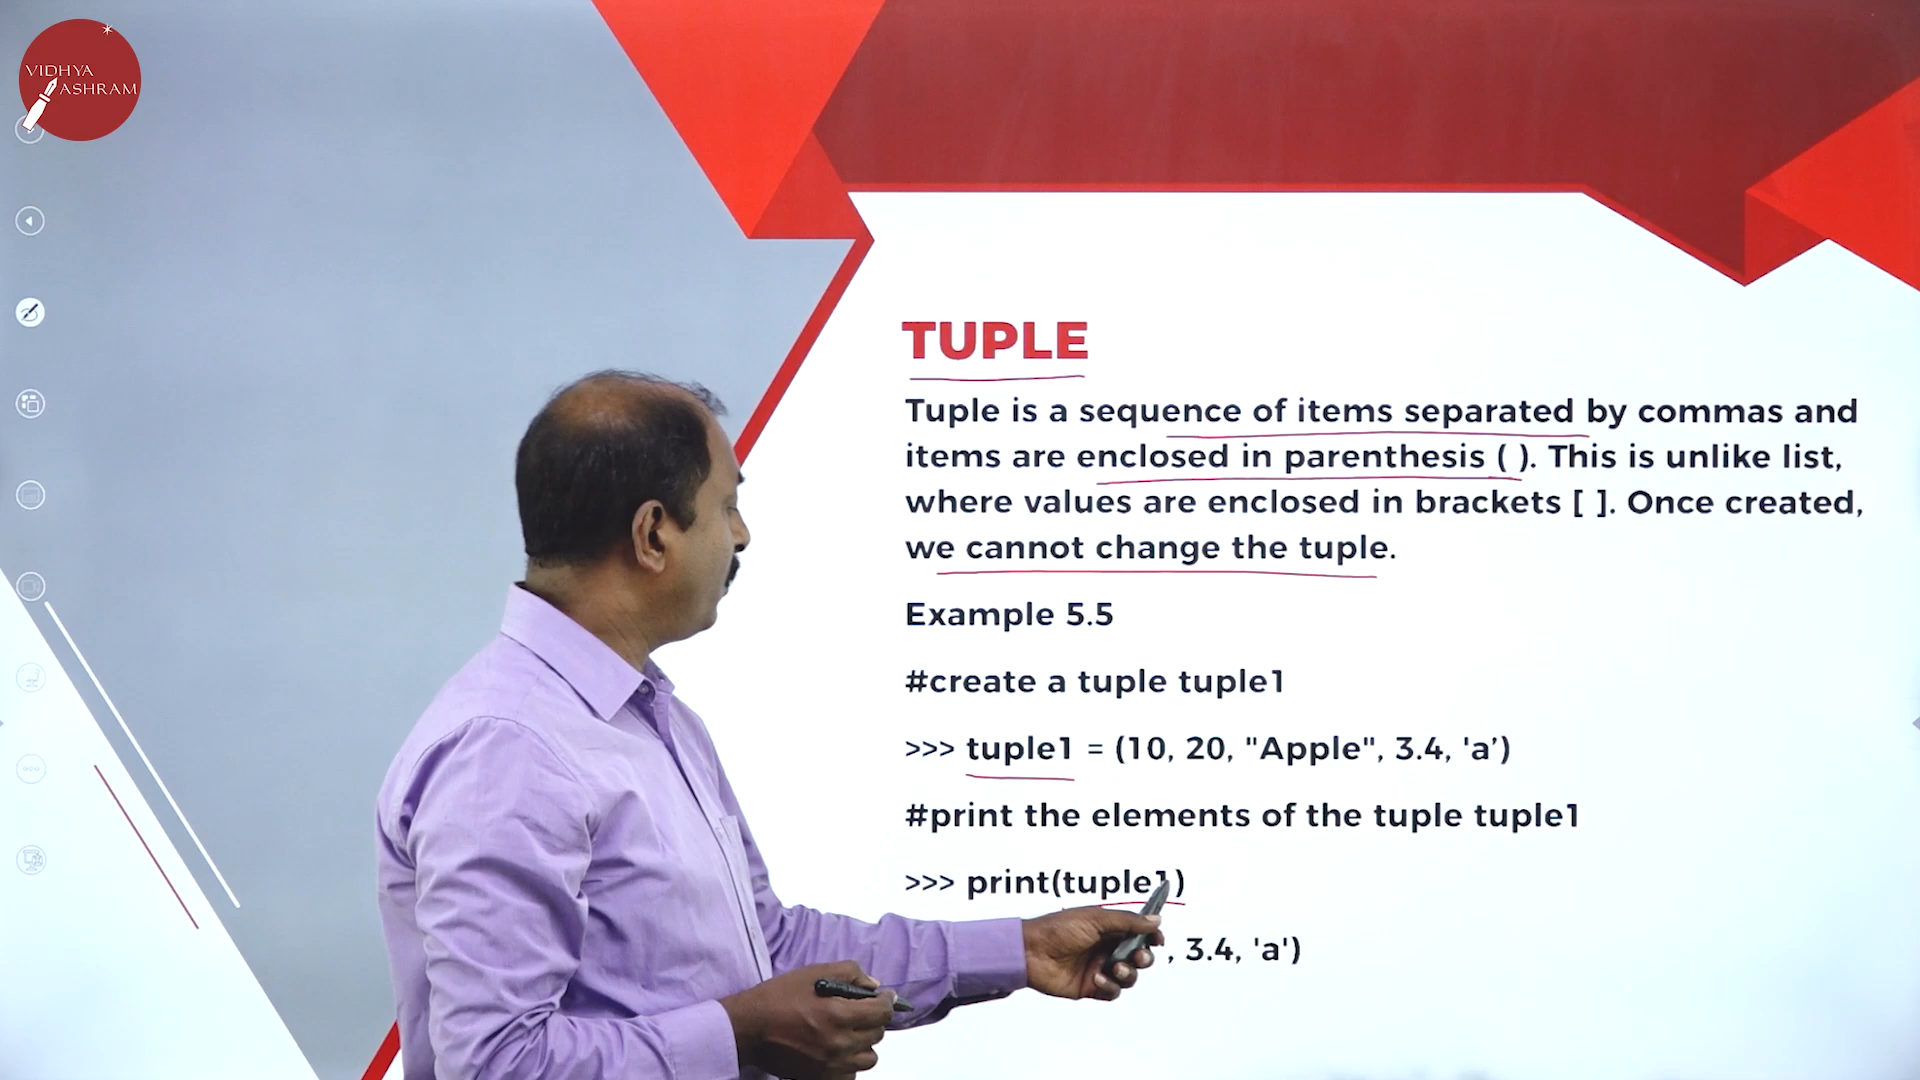 VIDHYA
ASHRAM
TUPLE
Tuple is a sequence of items separated by commas and
items are enclosed in parenthesis ( ). This is unlike list,
where values are enclosed in brackets [ ]. Once created,
we cannot change the tuple.
Example 5.5
#create a tuple tuple1
>>> tuple1 = (10, 20, "Apple", 3.4, 'a’)
#print the elements of the tuple tuple1
>>> print(tuple1)
", 3.4, 'a')